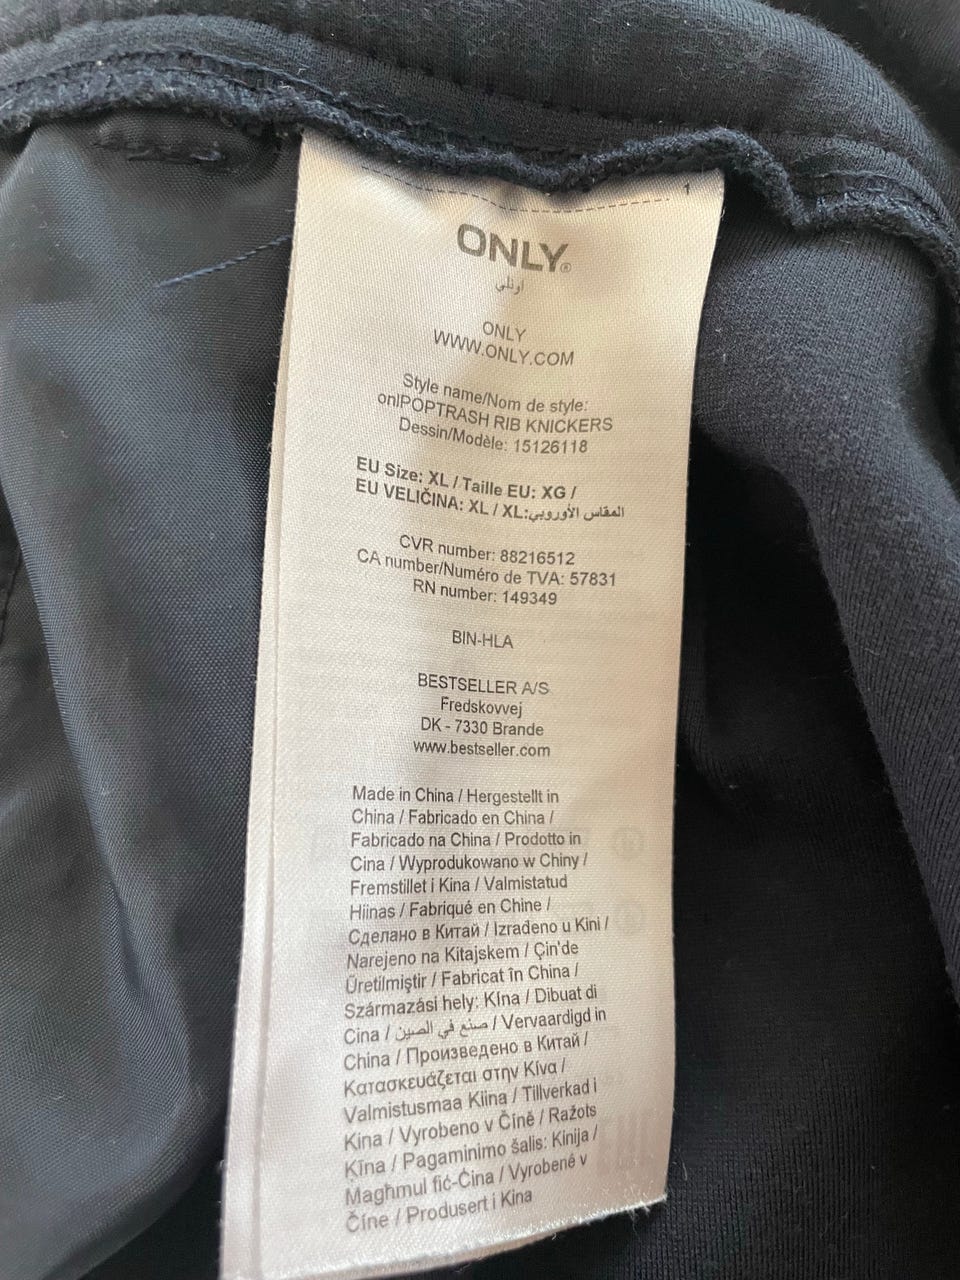 1
ONLY®
اونلي
ONLY
WWW.ONLY.COM
Style name/Nom de style:
onlPOPTRASH RIB KNICKERS
Dessin/Modèle: 15126118
EU Size: XL / Taille EU: XG /
EU VELIČINA: XL / XL:المقاس الأوروبي
CVR number: 88216512
CA number/Numéro de TVA: 57831
RN number: 149349
BIN-HLA
BESTSELLER A/S
Fredskovvej
DK - 7330 Brande
www.bestseller.com
Made in China / Hergestellt in
China / Fabricado en China /
Fabricado na China / Prodotto in
Cina / Wyprodukowano w Chiny /
Fremstillet i Kina / Valmistatud
Hiinas / Fabriqué en Chine /
Сделано в Китай / Izrađeno u Kini /
Narejeno na Kitajskem / Çin'de
Üretilmiştir / Fabricat în China /
Származási hely: KIna / Dibuat di
Cina / صنع في الصين / Vervaardigd in
China / Произведено в Китай /
Κατασκευάζεται στην Κίνα /
Valmistusmaa Kiina / Tillverkad i
Kina / Vyrobeno v Číně / Ražots
Ķīna / Pagaminimo šalis: Kinija /
Magħmul fiċ-Ċina / Vyrobené v
Číne / Produsert i Kina